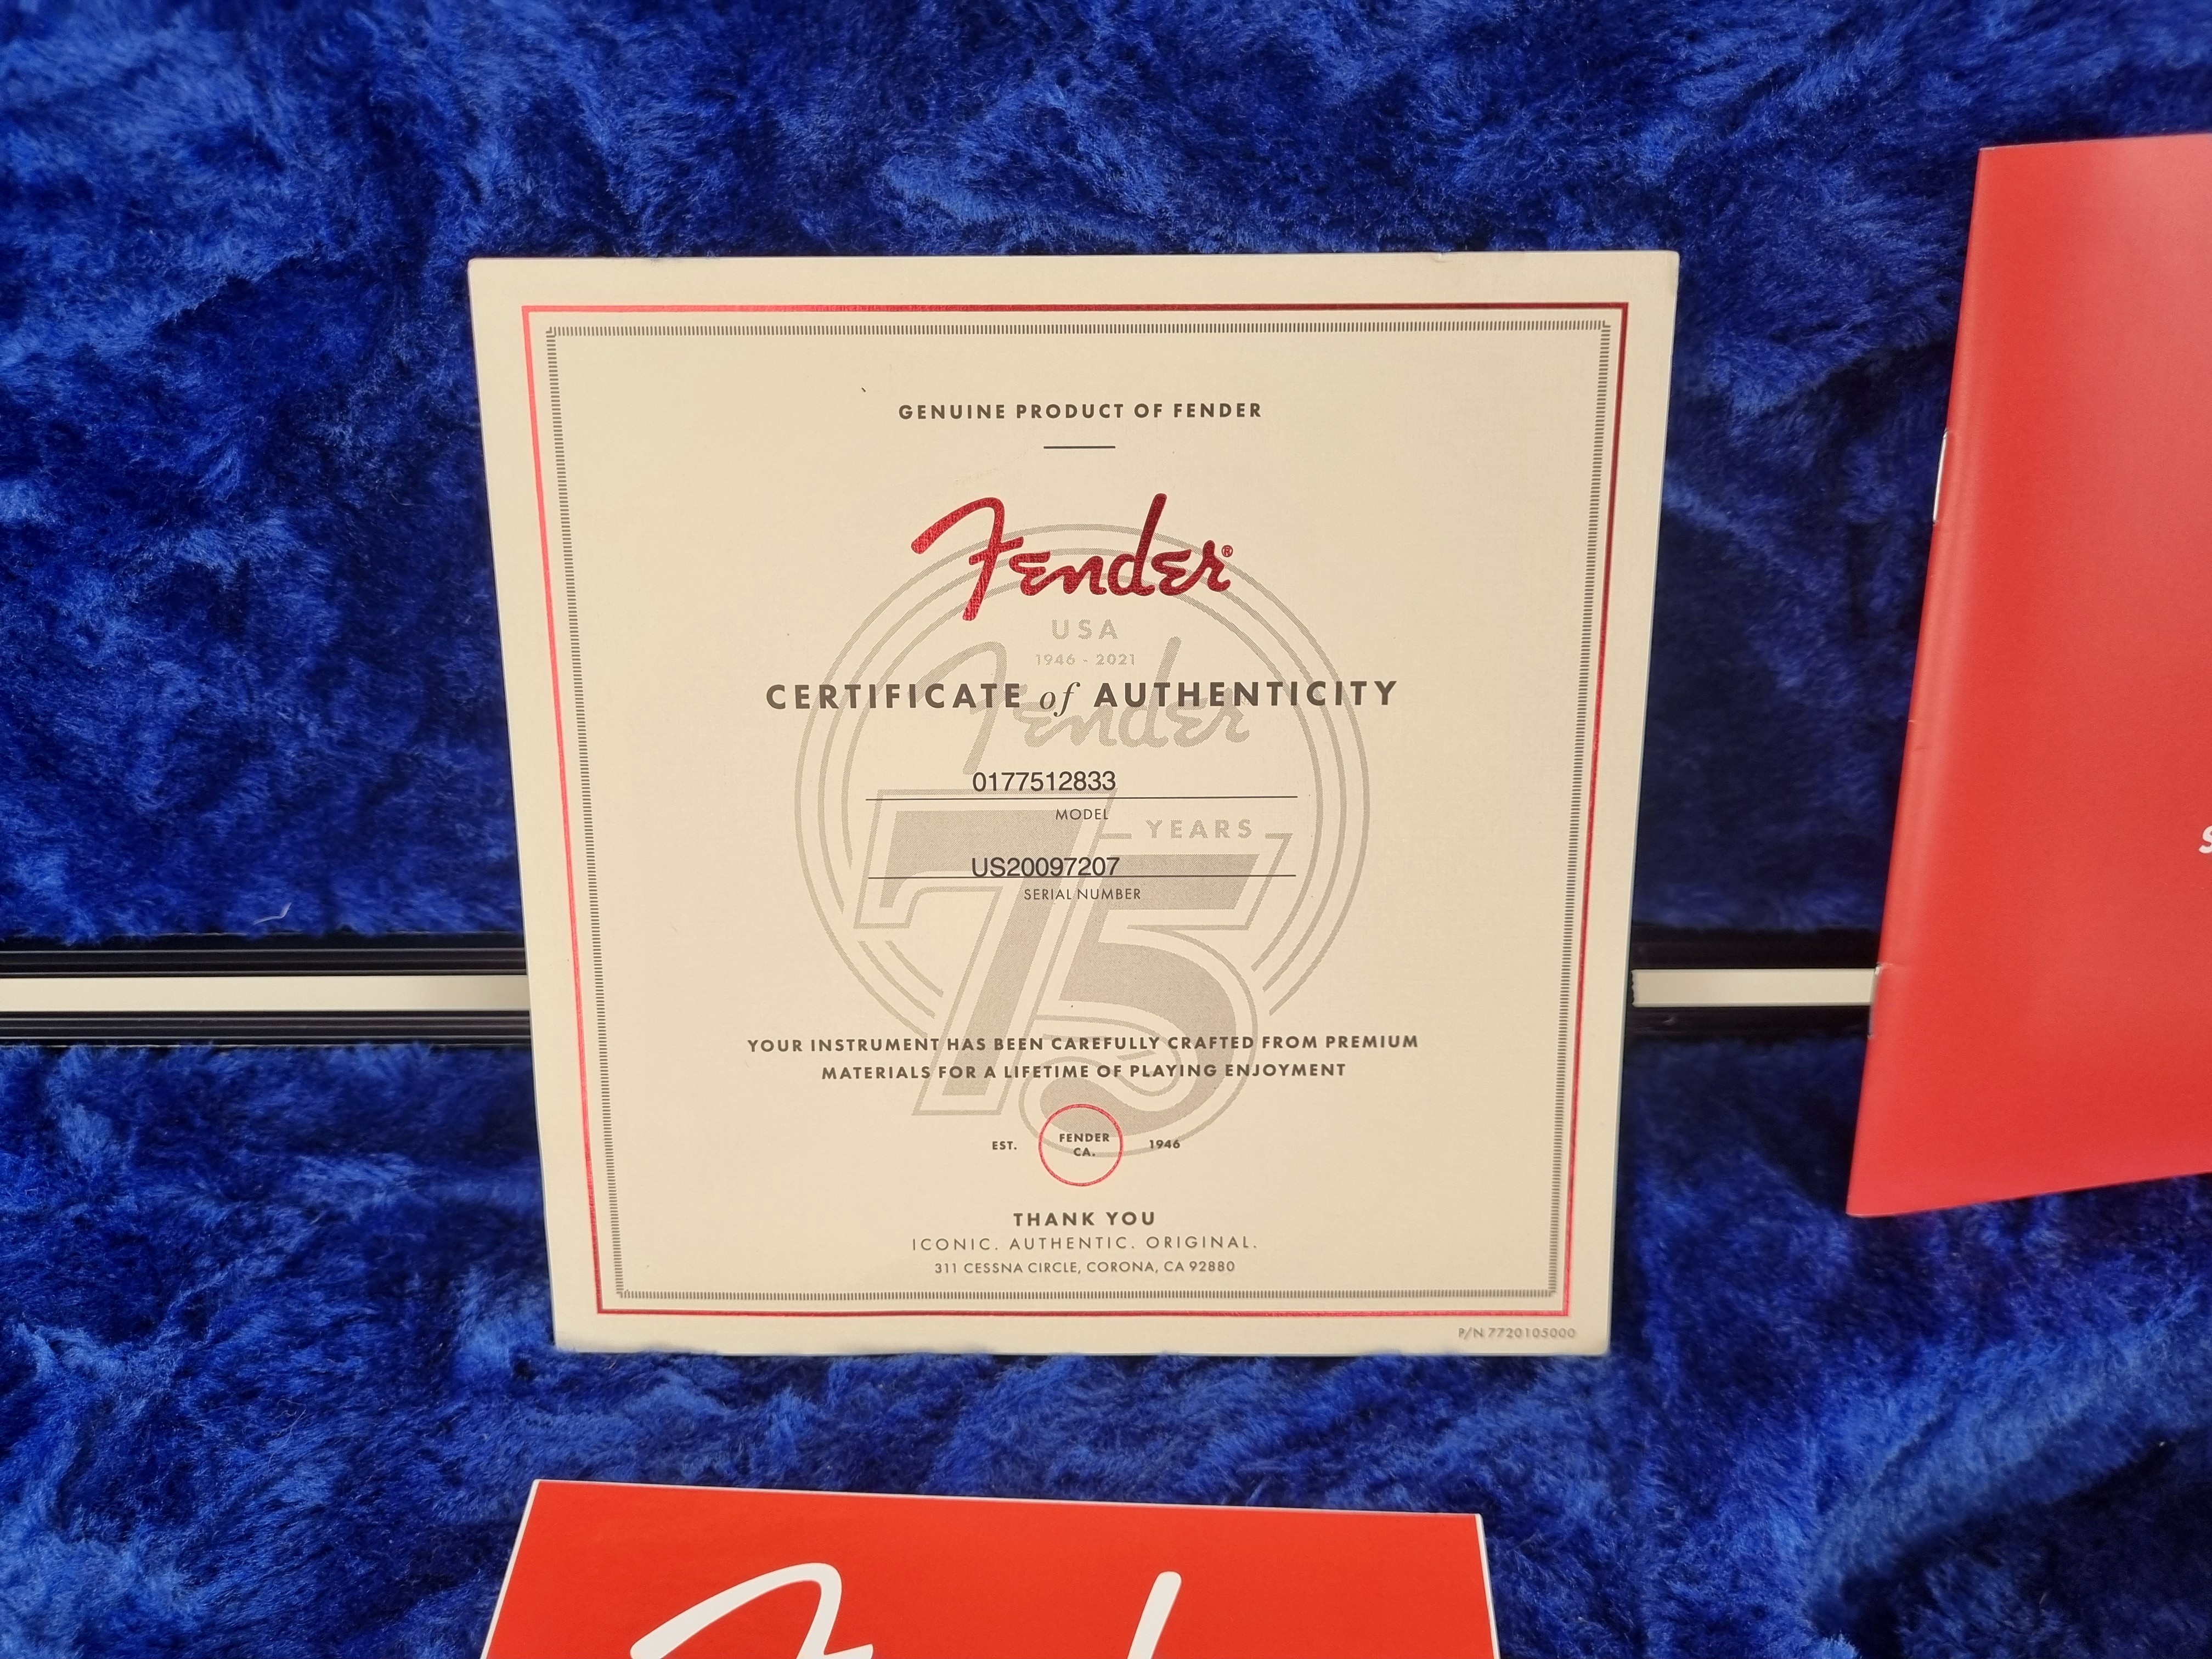 GENUINE PRODUCT OF FENDER
Fender®
USA
1946 - 2021
Fender
CERTIFICATE of AUTHENTICITY
0177512833
MODEL
YEARS
US20097207
SERIAL NUMBER
75
YOUR INSTRUMENT HAS BEEN CAREFULLY CRAFTED FROM PREMIUM
MATERIALS FOR A LIFETIME OF PLAYING ENJOYMENT
EST. FENDER CA. 1946
THANK YOU
ICONIC. AUTHENTIC. ORIGINAL.
311 CESSNA CIRCLE, CORONA, CA 92880
P/N 7720105000